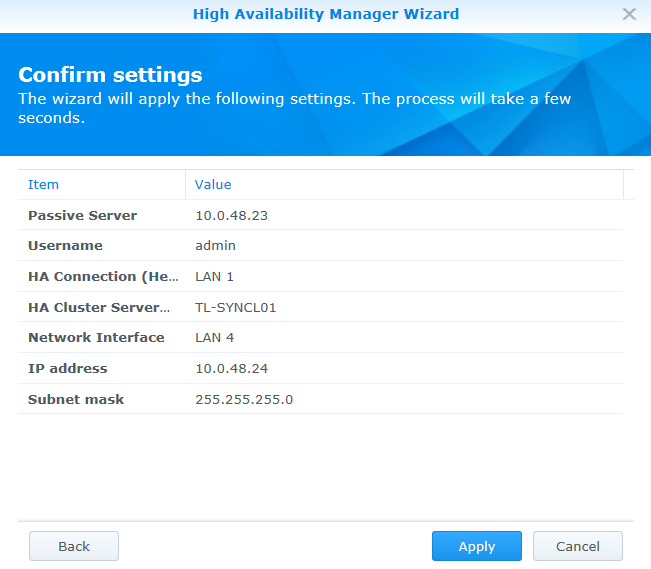 High Availability Manager Wizard
Confirm settings
The wizard will apply the following settings. The process will take a few
seconds.
Item Value
Passive Server 10.0.48.23
Username admin
HA Connection (He... LAN 1
HA Cluster Server... TL-SYNCL01
Network Interface LAN 4
IP address 10.0.48.24
Subnet mask 255.255.255.0
Back Apply Cancel